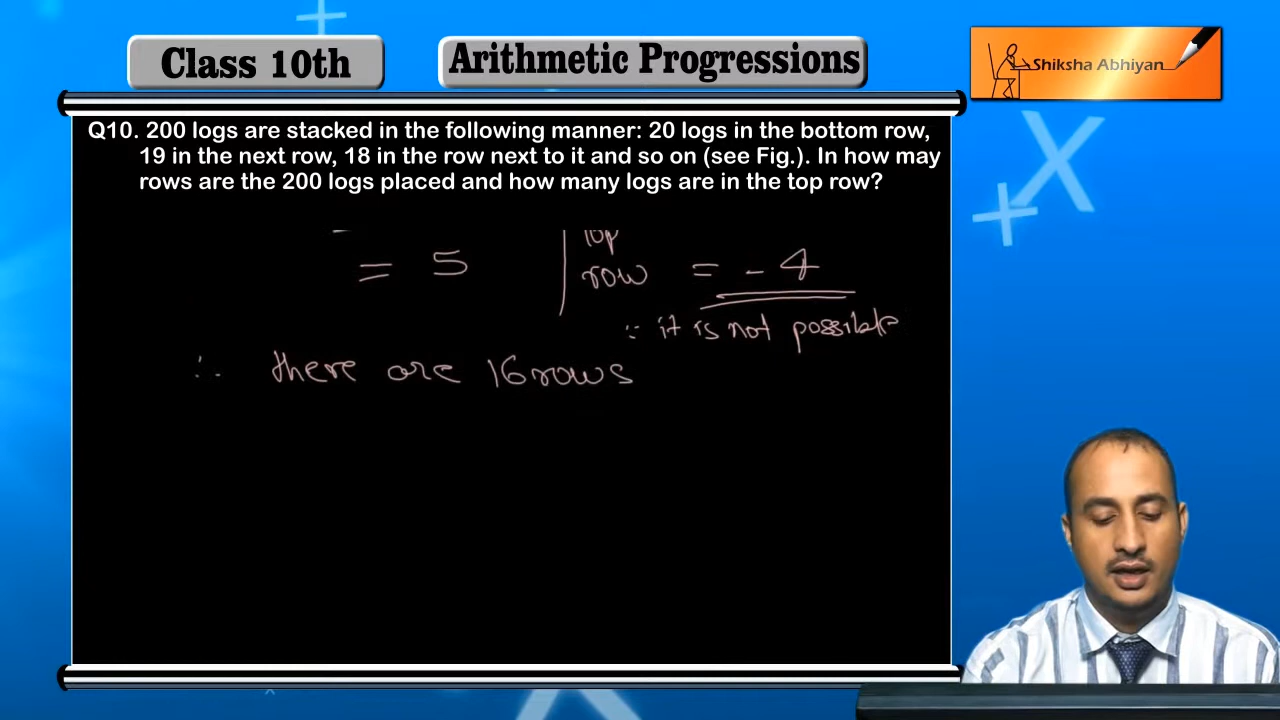 Class 10th
Arithmetic Progressions
Shiksha Abhiyan
Q10. 200 logs are stacked in the following manner: 20 logs in the bottom row,
19 in the next row, 18 in the row next to it and so on (see Fig.). In how may
rows are the 200 logs placed and how many logs are in the top row?
= 5
top
row = - 4
∵ it is not possible
∴ there are 16 rows